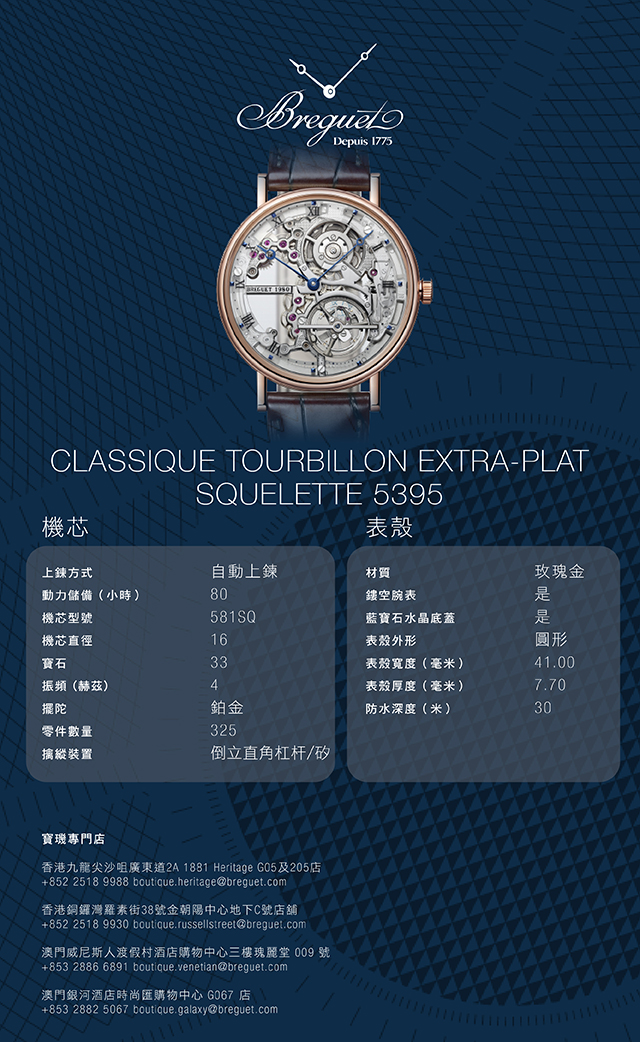 Breguet
Depuis 1775
XII
BREGUET 1990
CLASSIQUE TOURBILLON EXTRA-PLAT
SQUELETTE 5395
機芯
上鍊方式 自動上鍊
動力儲備（小時） 80
機芯型號 581SQ
機芯直徑 16
寶石 33
振頻（赫茲） 4
擺陀 鉑金
零件數量 325
擒縱裝置 倒立直角杠杆/矽
表殼
材質 玫瑰金
鏤空腕表 是
藍寶石水晶底蓋 是
表殼外形 圓形
表殼寬度（毫米） 41.00
表殼厚度（毫米） 7.70
防水深度（米） 30
寶璣專門店
香港九龍尖沙咀廣東道2A 1881 Heritage G05及205店
+852 2518 9988 boutique.heritage@breguet.com
香港銅鑼灣羅素街38號金朝陽中心地下C號店舖
+852 2518 9930 boutique.russellstreet@breguet.com
澳門威尼斯人渡假村酒店購物中心三樓瑰麗堂 009 號
+853 2886 6891 boutique.venetian@breguet.com
澳門銀河酒店時尚匯購物中心 G067 店
+853 2882 5067 boutique.galaxy@breguet.com